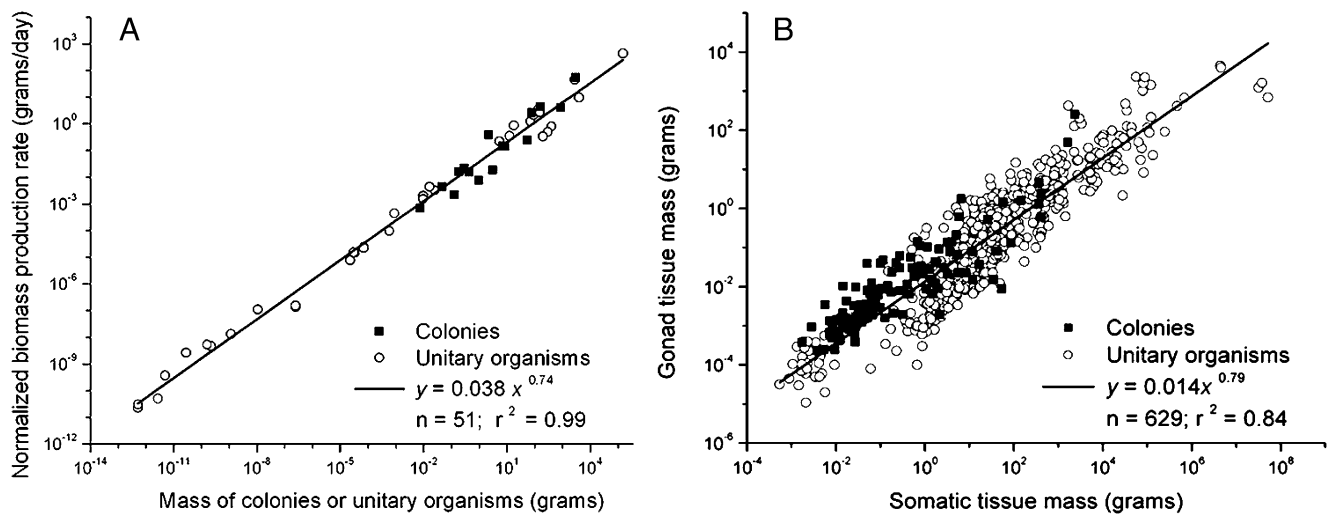 A
Normalized biomass production rate (grams/day)
10^3
10^0
10^-3
10^-6
10^-9
10^-12
Colonies
Unitary organisms
y = 0.038 x^0.74
n = 51; r^2 = 0.99
10^-14 10^-11 10^-8 10^-5 10^-2 10^1 10^4
Mass of colonies or unitary organisms (grams)
B
Gonad tissue mass (grams)
10^4
10^2
10^0
10^-2
10^-4
10^-6
Colonies
Unitary organisms
y = 0.014x^0.79
n = 629; r^2 = 0.84
10^-4 10^-2 10^0 10^2 10^4 10^6 10^8
Somatic tissue mass (grams)